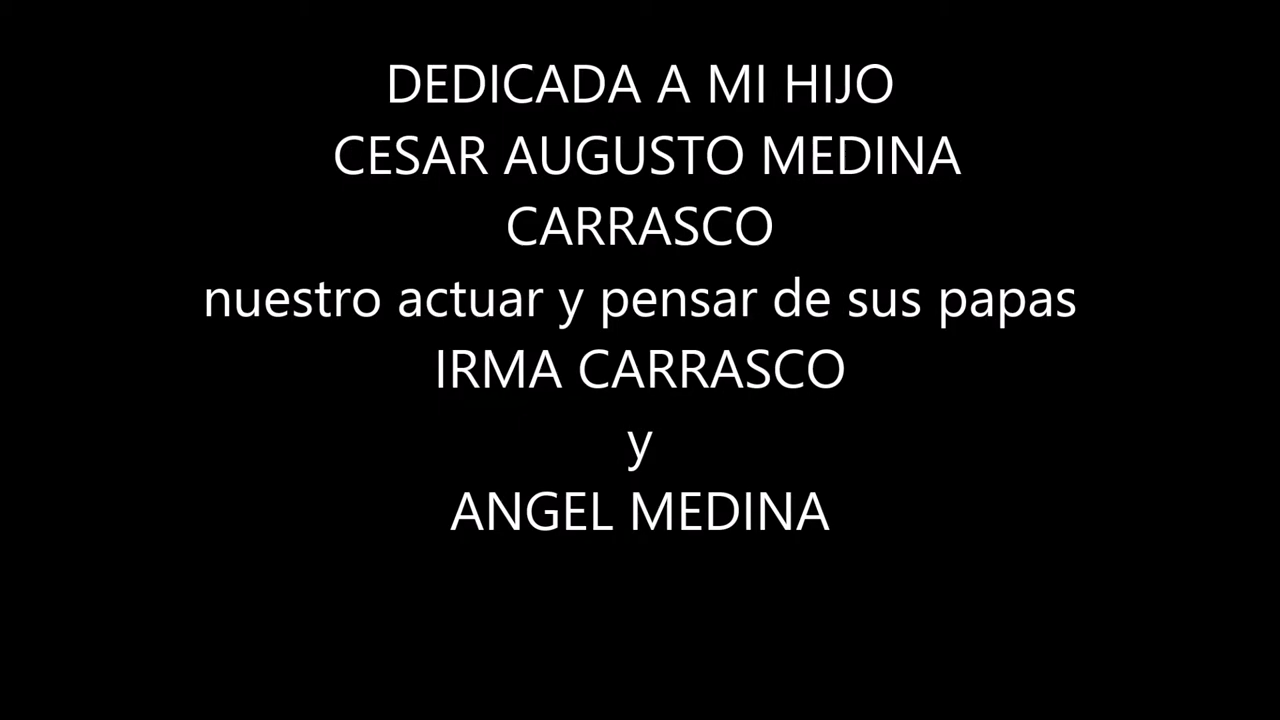 DEDICADA A MI HIJO
CESAR AUGUSTO MEDINA
CARRASCO
nuestro actuar y pensar de sus papas
IRMA CARRASCO
y
ANGEL MEDINA